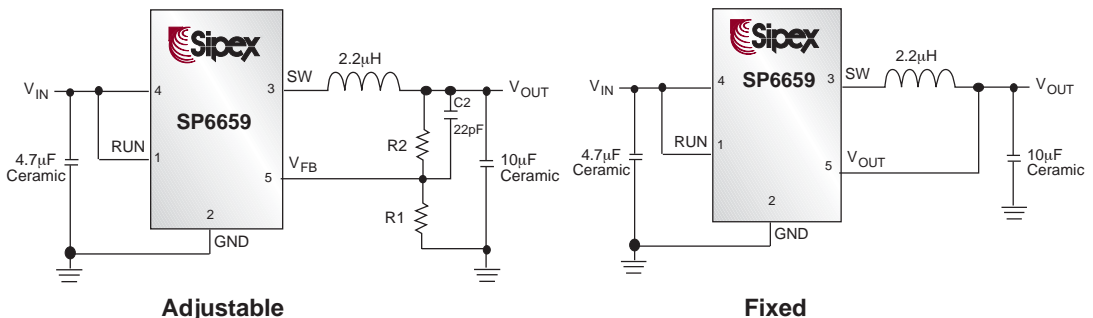 Sipex
SP6659
V_IN
4
3
SW
2.2μH
V_OUT
C2
22pF
RUN
1
R2
4.7μF
Ceramic
V_FB
5
10μF
Ceramic
R1
2
GND
Adjustable
Sipex
SP6659
V_IN
4
3
SW
2.2μH
V_OUT
RUN
1
4.7μF
Ceramic
V_OUT
5
10μF
Ceramic
2
GND
Fixed